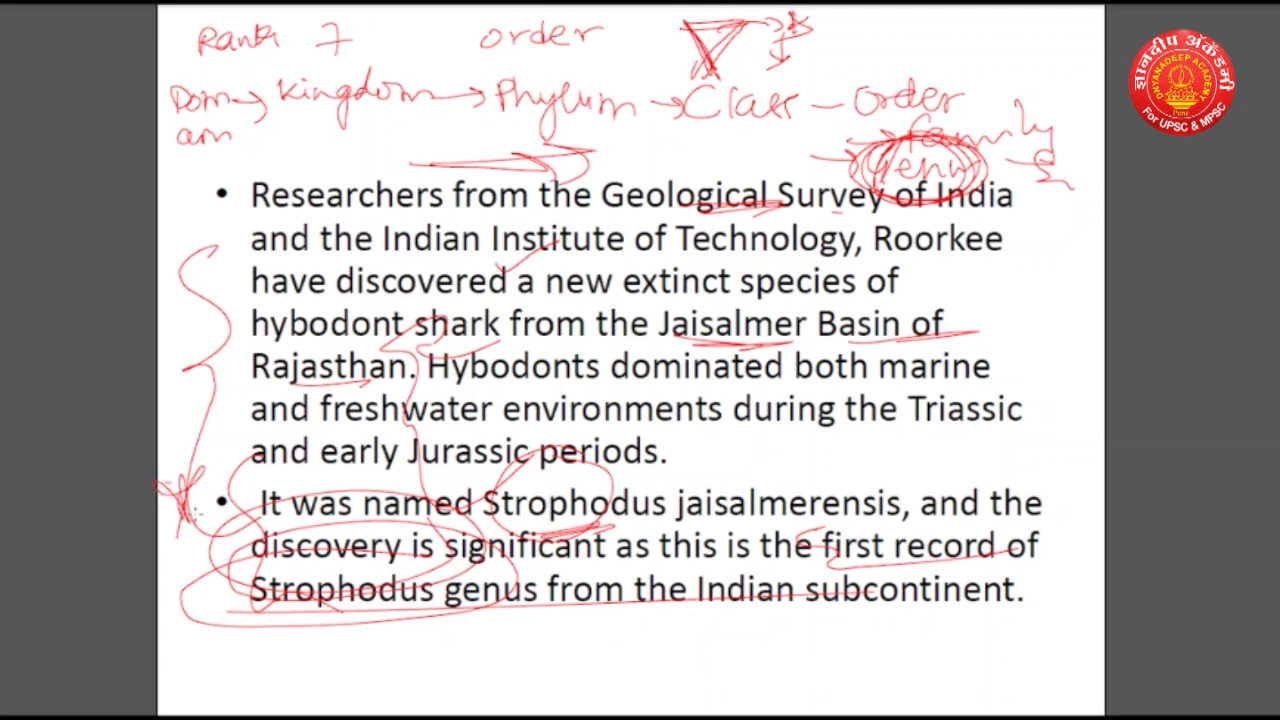 Rank 7 order
Domain → Kingdom → Phylum → Class – Order
→ family
→ Genus → S
• Researchers from the Geological Survey of India
and the Indian Institute of Technology, Roorkee
have discovered a new extinct species of
hybodont shark from the Jaisalmer Basin of
Rajasthan. Hybodonts dominated both marine
and freshwater environments during the Triassic
and early Jurassic periods.
• It was named Strophodus jaisalmerensis, and the
discovery is significant as this is the first record of
Strophodus genus from the Indian subcontinent.
ज्ञानदीप अकॅडमी
DNYANADEEP ACADEMY
Pune
For UPSC & MPSC